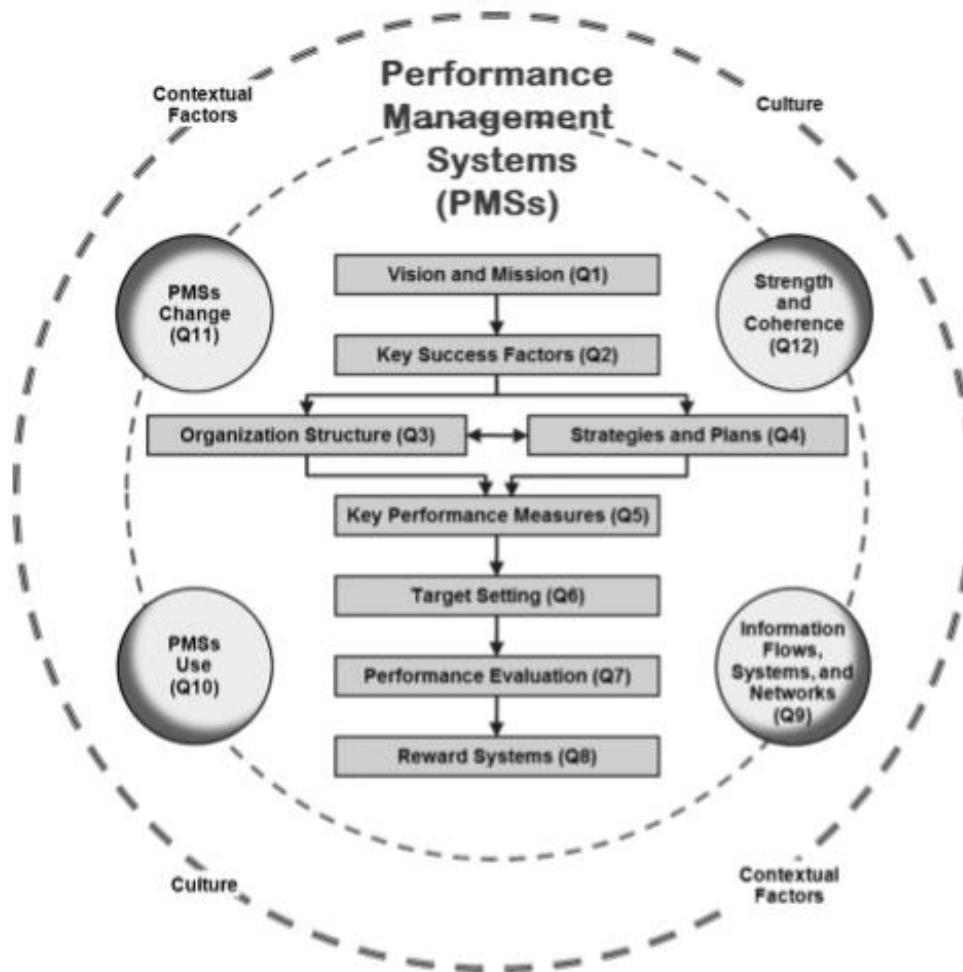 Performance
Management
Systems
(PMSs)
Contextual
Factors
Culture
PMSs
Change
(Q11)
Vision and Mission (Q1)
Strength
and
Coherence
(Q12)
Key Success Factors (Q2)
Organization Structure (Q3)
Strategies and Plans (Q4)
Key Performance Measures (Q5)
Target Setting (Q6)
PMSs
Use
(Q10)
Performance Evaluation (Q7)
Information
Flows,
Systems, and
Networks
(Q9)
Reward Systems (Q8)
Culture
Contextual
Factors